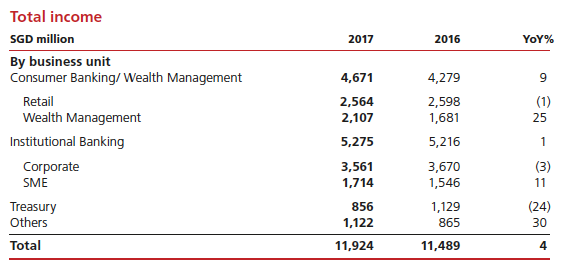 Total income
SGD million 2017 2016 YoY%
By business unit
Consumer Banking/ Wealth Management 4,671 4,279 9
Retail 2,564 2,598 (1)
Wealth Management 2,107 1,681 25
Institutional Banking 5,275 5,216 1
Corporate 3,561 3,670 (3)
SME 1,714 1,546 11
Treasury 856 1,129 (24)
Others 1,122 865 30
Total 11,924 11,489 4